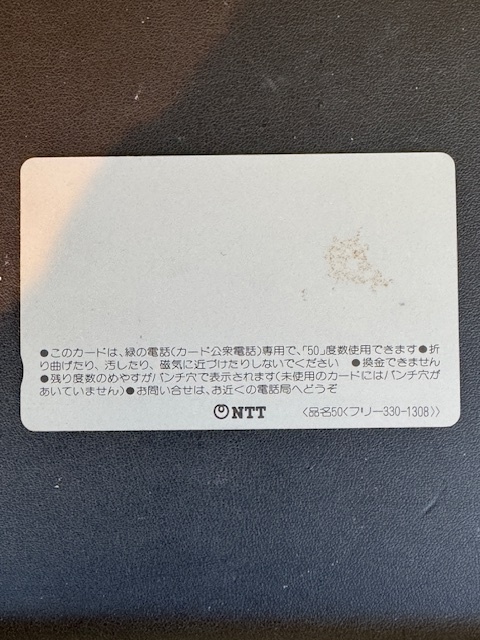 ●このカードは、緑の電話(カード公衆電話)専用で、「50」度数使用できます●折
り曲げたり、汚したり、磁気に近づけたりしないでください　●換金できません
●残り度数のめやすがパンチ穴で表示されます(未使用のカードにはパンチ穴が
あいていません)●お問い合せは、お近くの電話局へどうぞ
NTT　〈品名50〈フリー330-1308〉〉